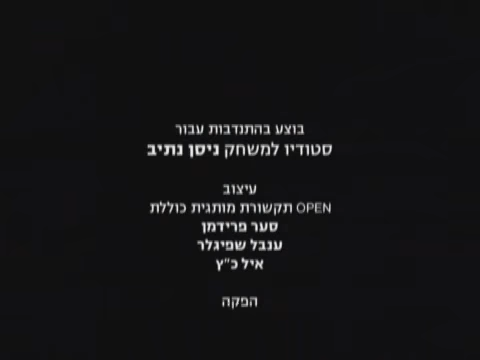 בוצע בהתנדבות עבור
סטודיו למשחק ניסן נתיב
עיצוב
OPEN תקשורת מותגית כוללת
סער פרידמן
ענבל שפיגלר
איל כ״ץ
הפקה